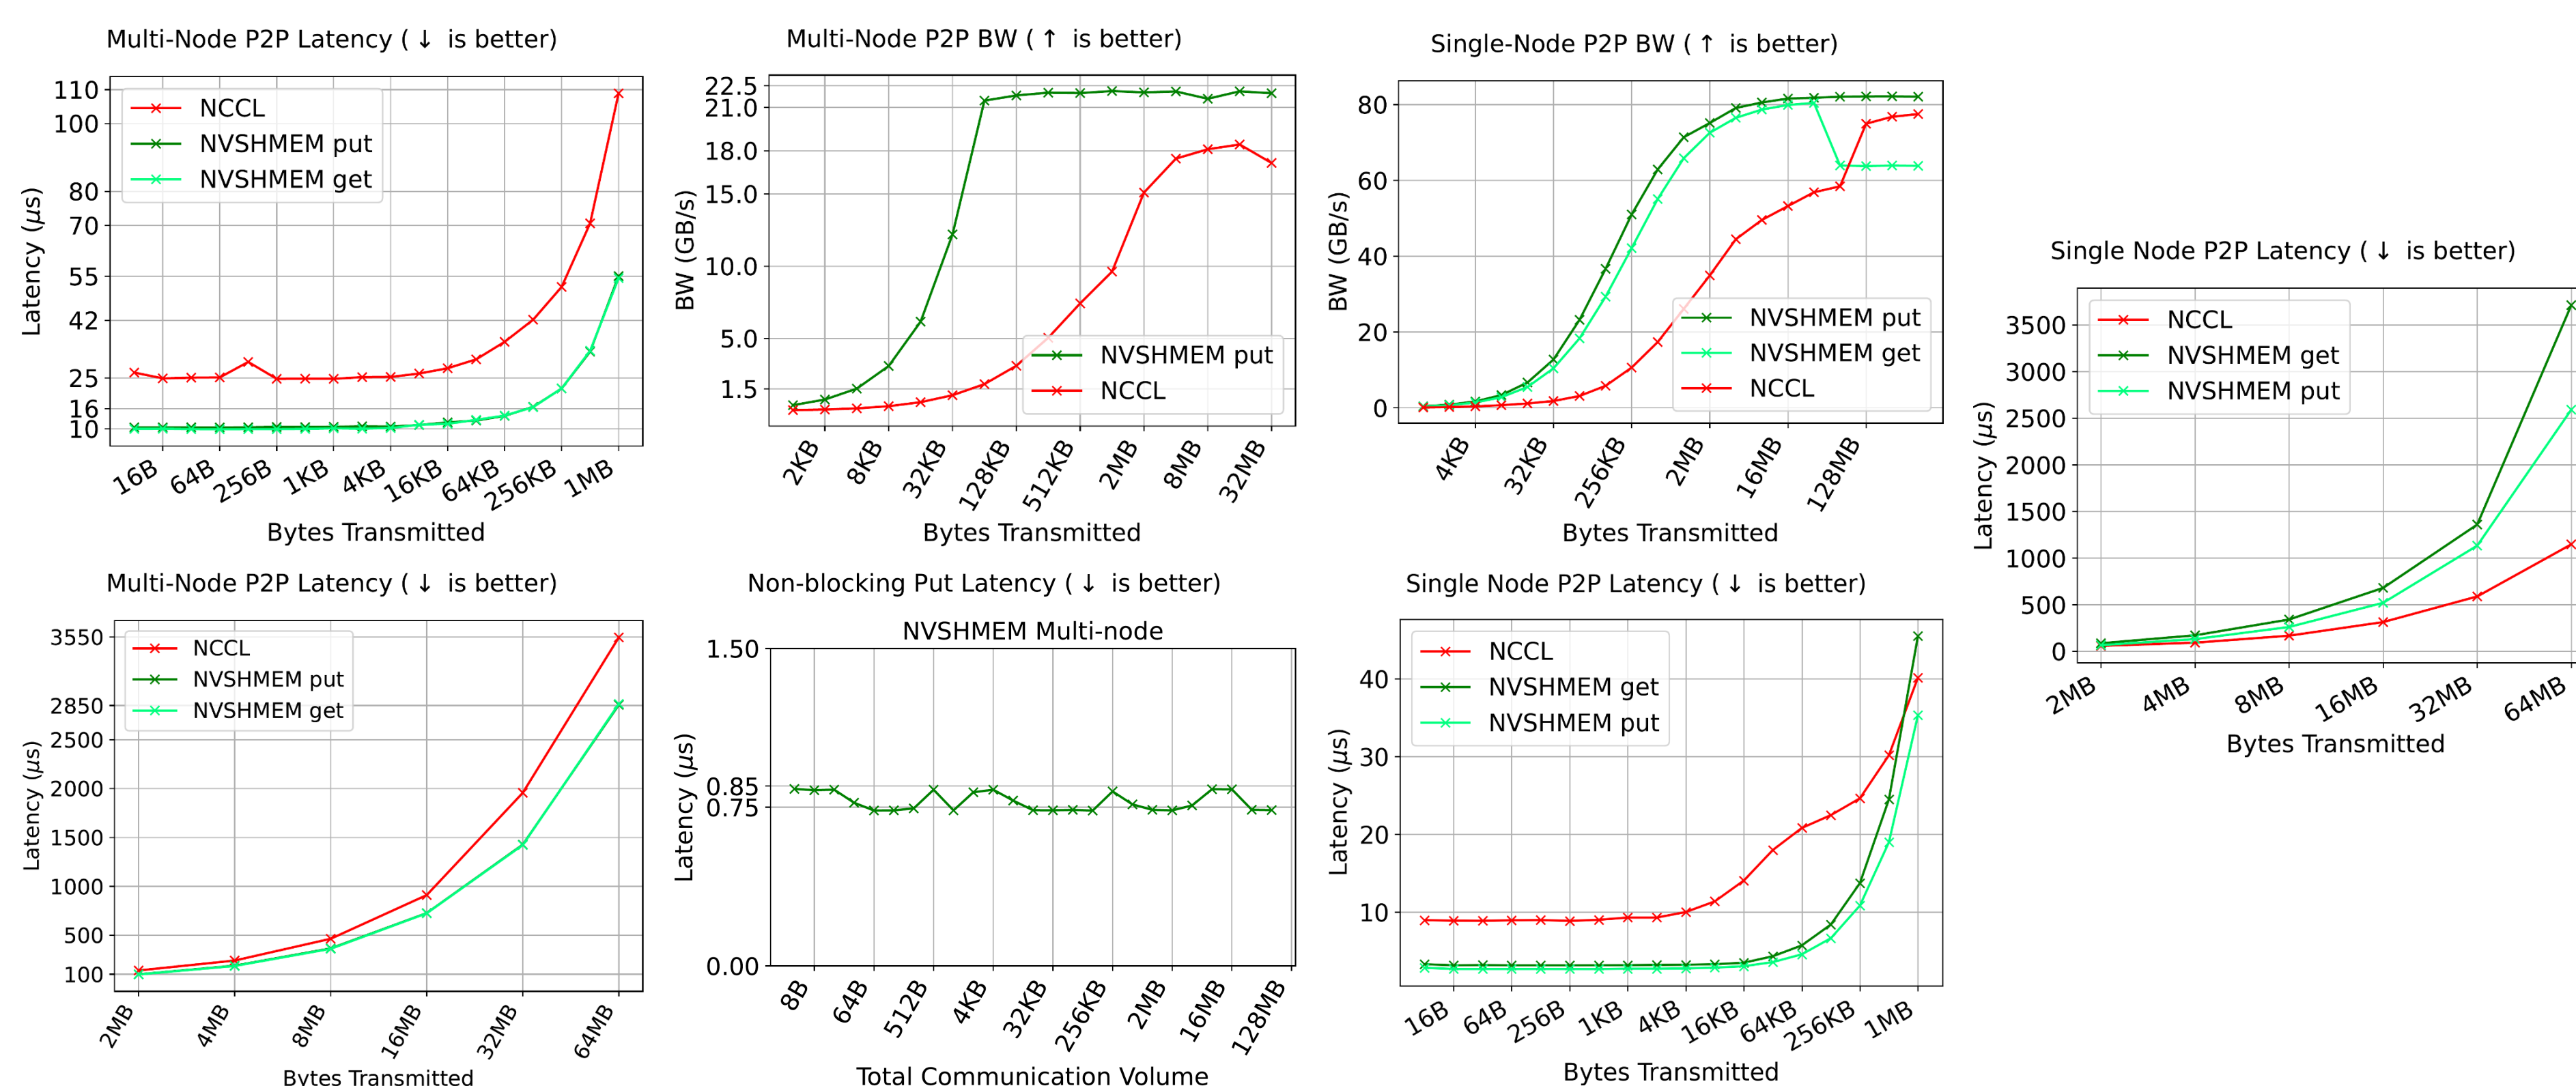 Multi-Node P2P Latency ( ↓ is better)
110
100
80
70
55
42
25
16
10
Latency (µs)
NCCL
NVSHMEM put
NVSHMEM get
16B
64B
256B
1KB
4KB
16KB
64KB
256KB
1MB
Bytes Transmitted
Multi-Node P2P BW ( ↑ is better)
22.5
21.0
18.0
15.0
10.0
5.0
1.5
BW (GB/s)
NVSHMEM put
NCCL
2KB
8KB
32KB
128KB
512KB
2MB
8MB
32MB
Bytes Transmitted
Single-Node P2P BW ( ↑ is better)
80
60
40
20
0
BW (GB/s)
NVSHMEM put
NVSHMEM get
NCCL
4KB
32KB
256KB
2MB
16MB
128MB
Bytes Transmitted
Single Node P2P Latency ( ↓ is better)
3500
3000
2500
2000
1500
1000
500
0
Latency (µs)
NCCL
NVSHMEM get
NVSHMEM put
2MB
4MB
8MB
16MB
32MB
64MB
Bytes Transmitted
Multi-Node P2P Latency ( ↓ is better)
3550
2850
2500
2000
1500
1000
500
100
Latency (µs)
NCCL
NVSHMEM put
NVSHMEM get
2MB
4MB
8MB
16MB
32MB
64MB
Bytes Transmitted
Non-blocking Put Latency ( ↓ is better)
NVSHMEM Multi-node
1.50
0.85
0.75
0.00
Latency (µs)
8B
64B
512B
4KB
32KB
256KB
2MB
16MB
128MB
Total Communication Volume
Single Node P2P Latency ( ↓ is better)
40
30
20
10
Latency (µs)
NCCL
NVSHMEM get
NVSHMEM put
16B
64B
256B
1KB
4KB
16KB
64KB
256KB
1MB
Bytes Transmitted